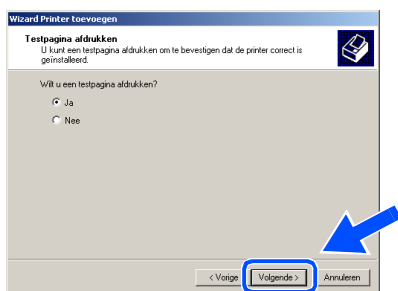 Wizard Printer toevoegen
Testpagina afdrukken
U kunt een testpagina afdrukken om te bevestigen dat de printer correct is
geïnstalleerd.
Wilt u een testpagina afdrukken?
Ja
Nee
< Vorige Volgende > Annuleren